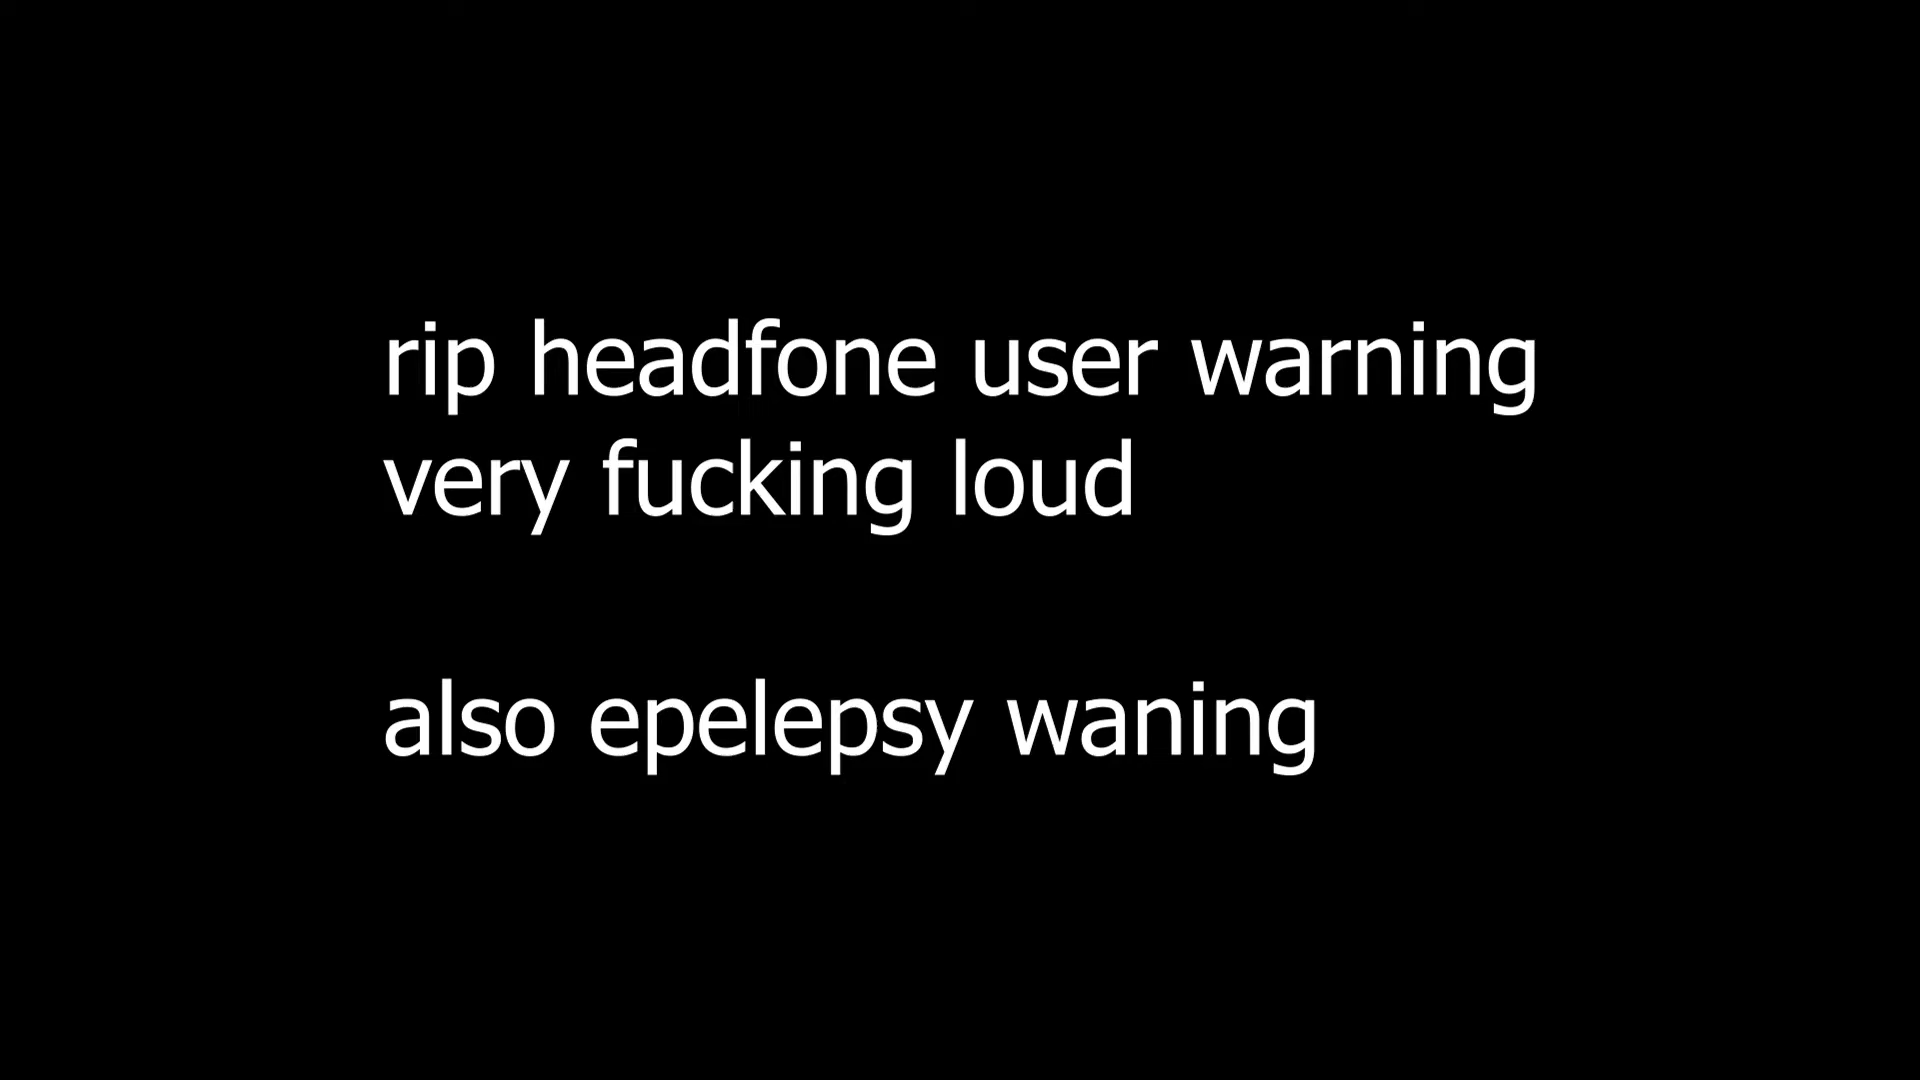 rip headfone user warning
very fucking loud
also epelepsy waning